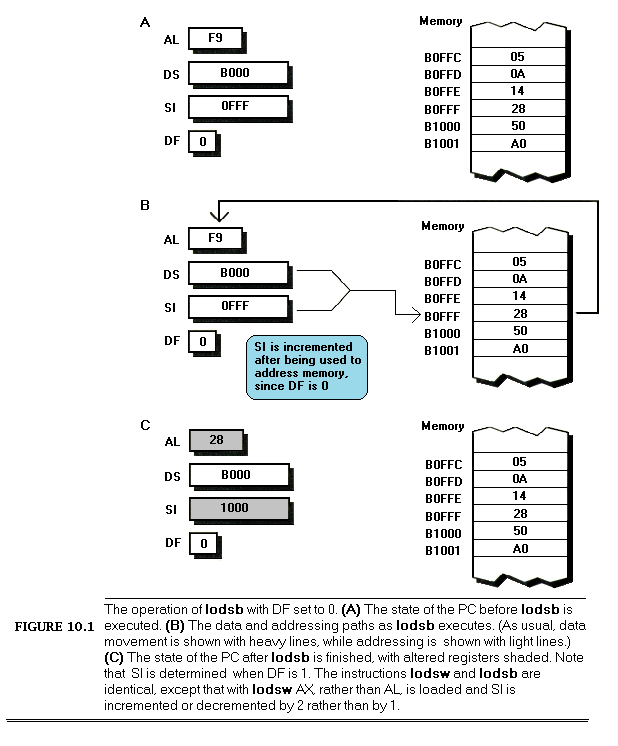 A
AL F9
DS B000
SI 0FFF
DF 0
Memory
B0FFC 05
B0FFD 0A
B0FFE 14
B0FFF 28
B1000 50
B1001 A0
B
AL F9
DS B000
SI 0FFF
DF 0
SI is incremented
after being used to
address memory,
since DF is 0
Memory
B0FFC 05
B0FFD 0A
B0FFE 14
B0FFF 28
B1000 50
B1001 A0
C
AL 28
DS B000
SI 1000
DF 0
Memory
B0FFC 05
B0FFD 0A
B0FFE 14
B0FFF 28
B1000 50
B1001 A0
FIGURE 10.1
The operation of lodsb with DF set to 0. (A) The state of the PC before lodsb is
executed. (B) The data and addressing paths as lodsb executes. (As usual, data
movement is shown with heavy lines, while addressing is shown with light lines.)
(C) The state of the PC after lodsb is finished, with altered registers shaded. Note
that SI is determined when DF is 1. The instructions lodsw and lodsb are
identical, except that with lodsw AX, rather than AL, is loaded and SI is
incremented or decremented by 2 rather than by 1.